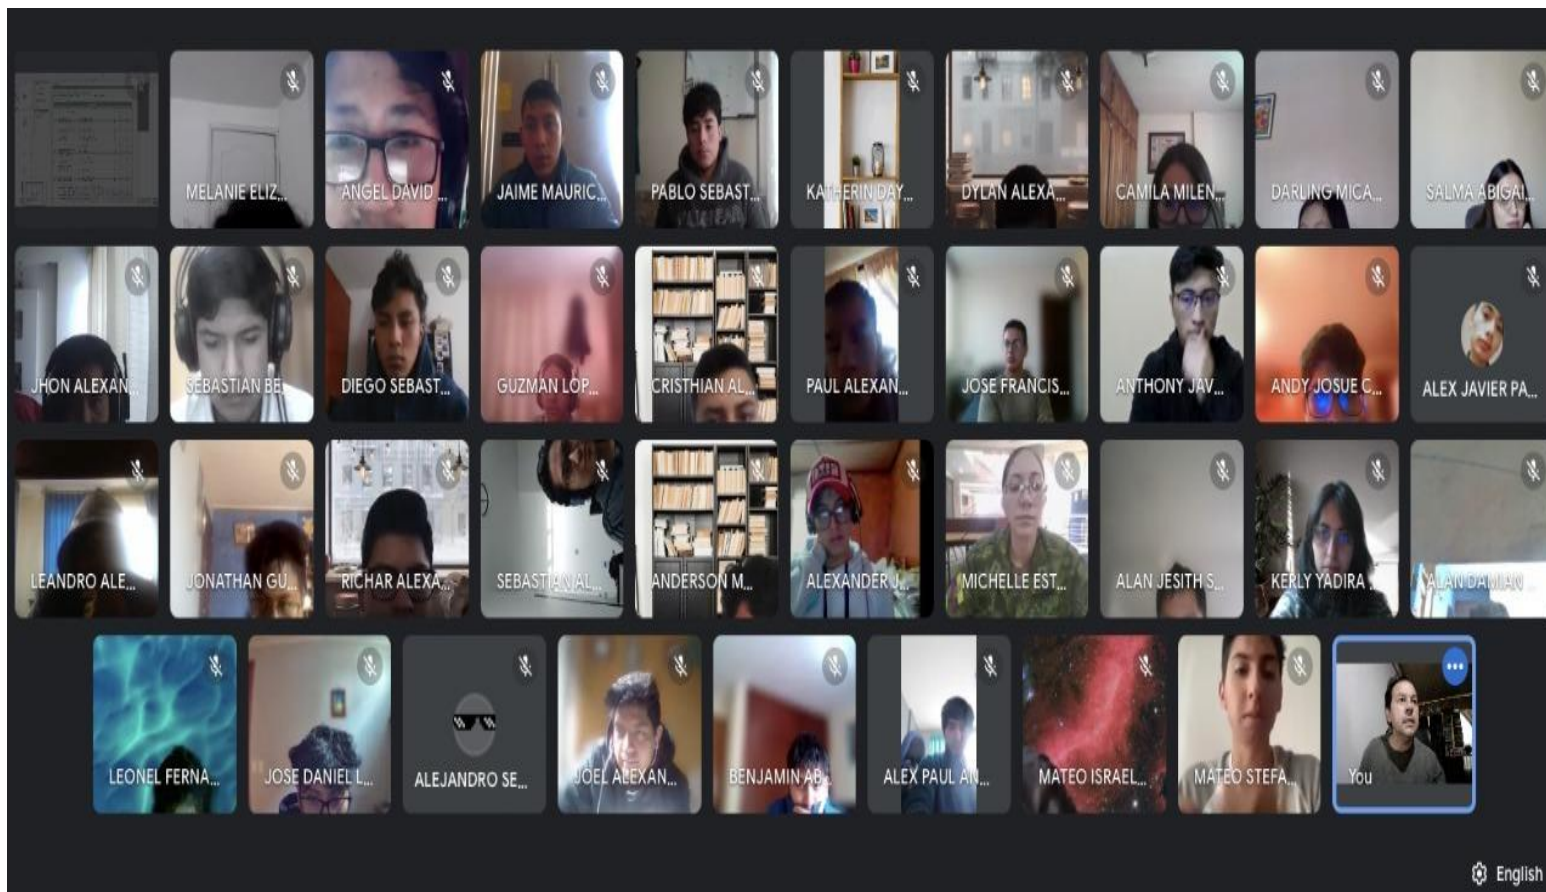 MELANIE ELIZ...
ANGEL DAVID ...
JAIME MAURIC...
PABLO SEBAST...
KATHERIN DAY...
DYLAN ALEXA...
CAMILA MILEN...
DARLING MICA...
SALMA ABIGAI...
JHON ALEXAN...
SEBASTIAN BE...
DIEGO SEBAST...
GUZMAN LOP...
CRISTHIAN AL...
PAUL ALEXAN...
JOSE FRANCIS...
ANTHONY JAV...
ANDY JOSUE C...
ALEX JAVIER PA...
LEANDRO ALE...
JONATHAN GU...
RICHAR ALEXA...
SEBASTIAN AL...
ANDERSON M...
ALEXANDER J...
MICHELLE EST...
ALAN JESITH S...
KERLY YADIRA ...
ALAN DAMIAN ...
LEONEL FERNA...
JOSE DANIEL L...
ALEJANDRO SE...
JOEL ALEXAN...
BENJAMIN AB...
ALEX PAUL AN...
MATEO ISRAEL...
MATEO STEFA...
You
English